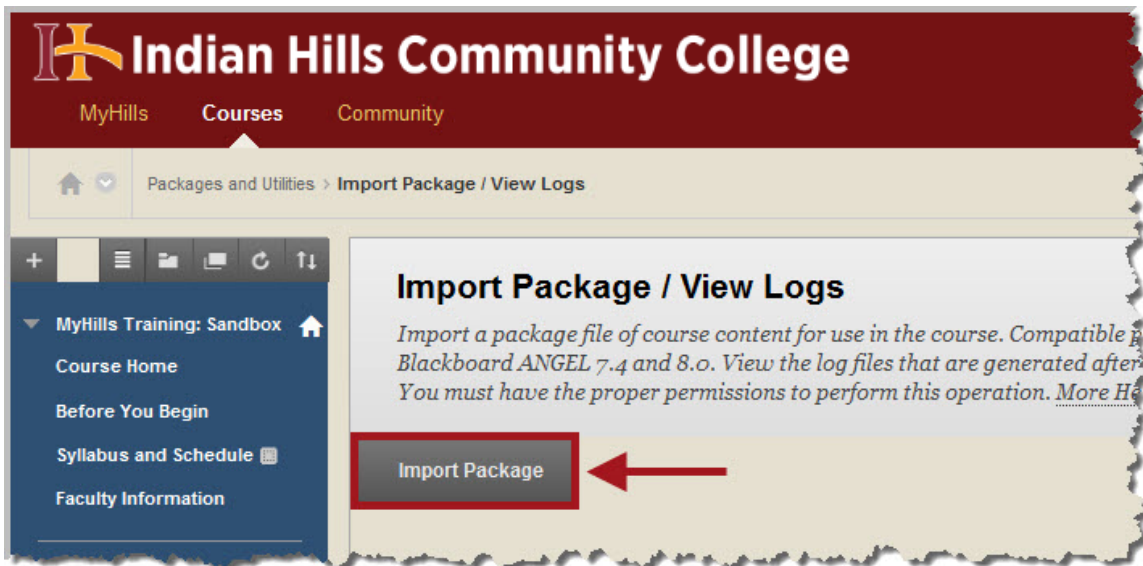 Indian Hills Community College
MyHills Courses Community
Packages and Utilities > Import Package / View Logs
MyHills Training: Sandbox
Course Home
Before You Begin
Syllabus and Schedule
Faculty Information
Import Package / View Logs
Import a package file of course content for use in the course. Compatible
Blackboard ANGEL 7.4 and 8.0. View the log files that are generated after
You must have the proper permissions to perform this operation. More
Import Package